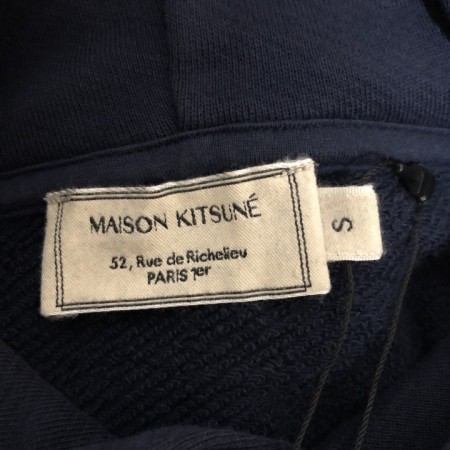 MAISON KITSUNÉ
52, Rue de Richelieu
PARIS 1er
S